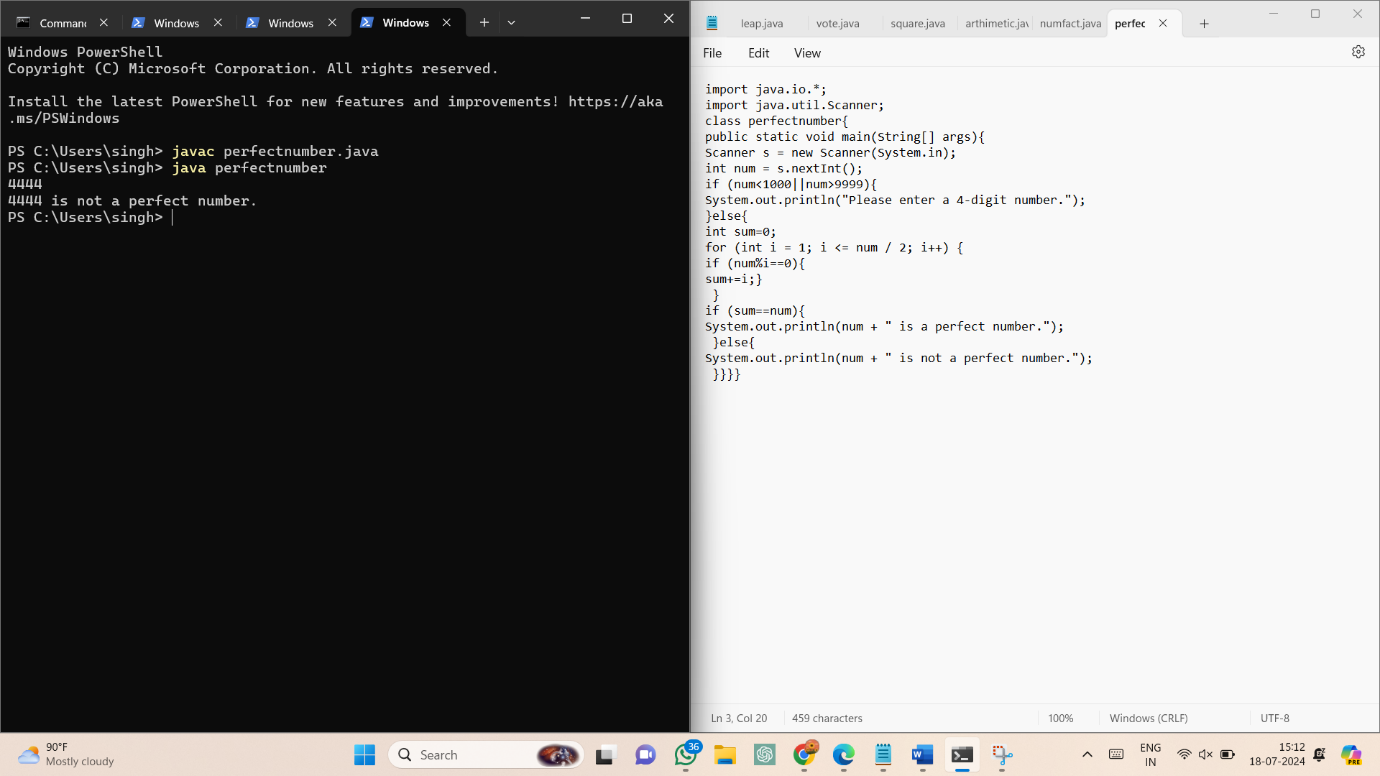 Command
Windows
Windows
Windows
Windows PowerShell
Copyright (C) Microsoft Corporation. All rights reserved.
Install the latest PowerShell for new features and improvements! https://aka
.ms/PSWindows
PS C:\Users\singh> javac perfectnumber.java
PS C:\Users\singh> java perfectnumber
4444
4444 is not a perfect number.
PS C:\Users\singh>
leap.java
vote.java
square.java
arthimetic.jav
numfact.java
perfec
File Edit View
import java.io.*;
import java.util.Scanner;
class perfectnumber{
public static void main(String[] args){
Scanner s = new Scanner(System.in);
int num = s.nextInt();
if (num<1000||num>9999){
System.out.println("Please enter a 4-digit number.");
}else{
int sum=0;
for (int i = 1; i <= num / 2; i++) {
if (num%i==0){
sum+=i;}
}
if (sum==num){
System.out.println(num + " is a perfect number.");
}else{
System.out.println(num + " is not a perfect number.");
}}}}
Ln 3, Col 20 459 characters 100% Windows (CRLF) UTF-8
90°F
Mostly cloudy
Search
36
ENG
IN
15:12
18-07-2024
PRE